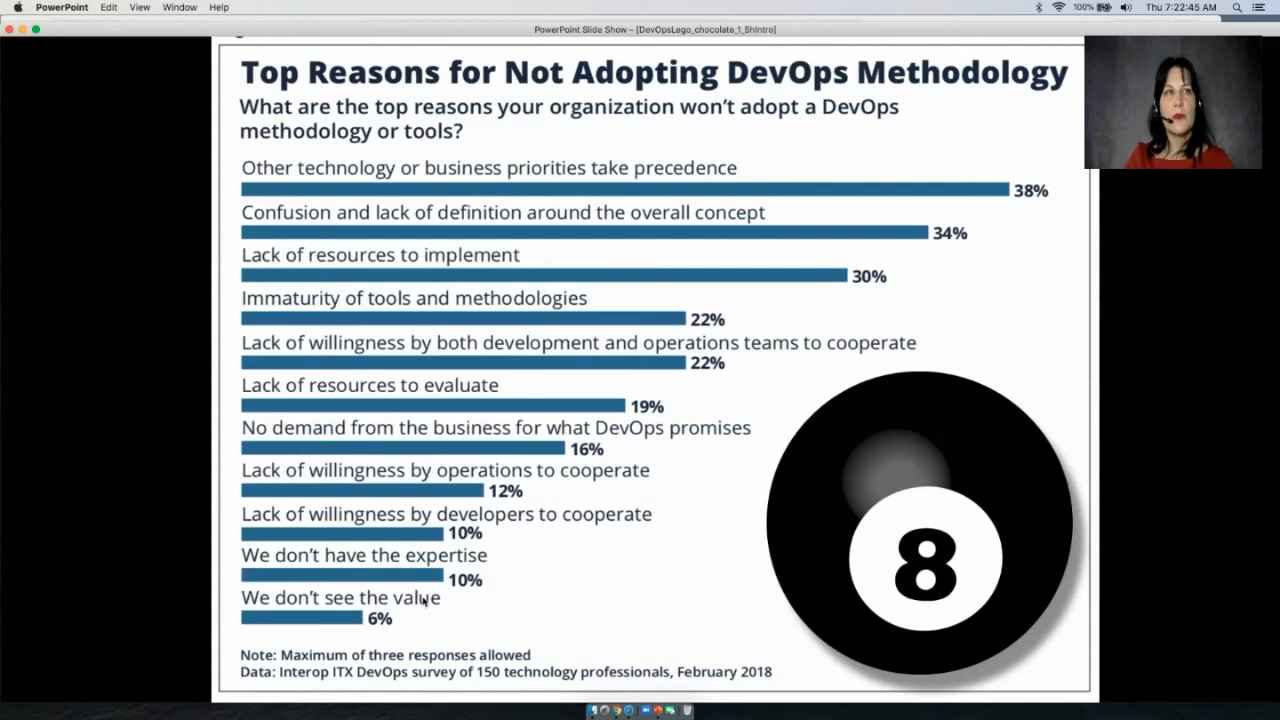 PowerPoint Edit View Window Help 100% Thu 7:22:45 AM
PowerPoint Slide Show – [DevOpsLego_chocolate_1_5hIntro]
Top Reasons for Not Adopting DevOps Methodology
What are the top reasons your organization won’t adopt a DevOps
methodology or tools?
Other technology or business priorities take precedence
38%
Confusion and lack of definition around the overall concept
34%
Lack of resources to implement
30%
Immaturity of tools and methodologies
22%
Lack of willingness by both development and operations teams to cooperate
22%
Lack of resources to evaluate
19%
No demand from the business for what DevOps promises
16%
Lack of willingness by operations to cooperate
12%
Lack of willingness by developers to cooperate
10%
We don’t have the expertise
10%
We don’t see the value
6%
8
Note: Maximum of three responses allowed
Data: Interop ITX DevOps survey of 150 technology professionals, February 2018